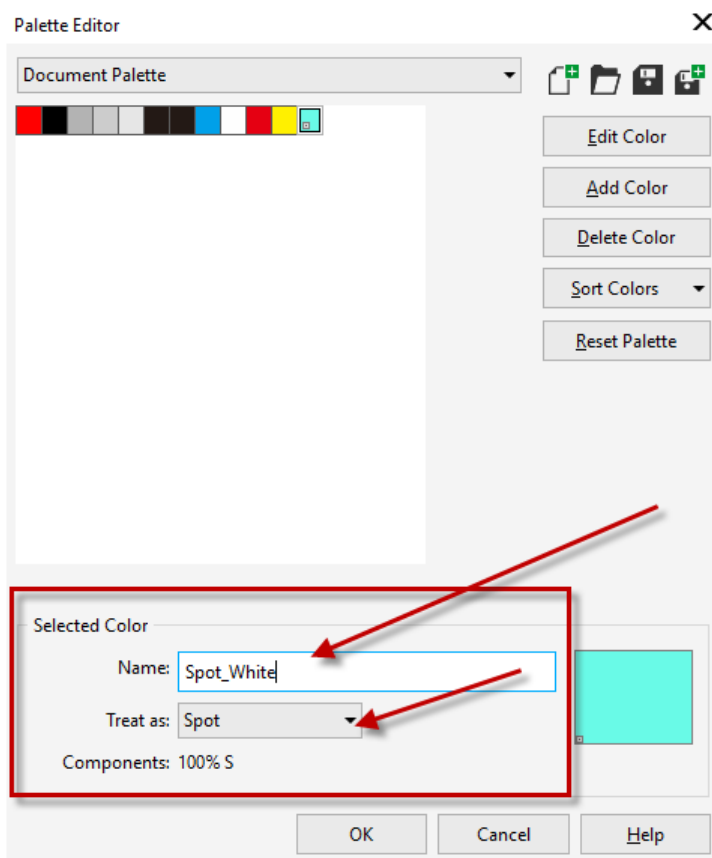 Palette Editor
Document Palette
Edit Color
Add Color
Delete Color
Sort Colors
Reset Palette
Selected Color
Name: Spot_White
Treat as: Spot
Components: 100% S
OK Cancel Help